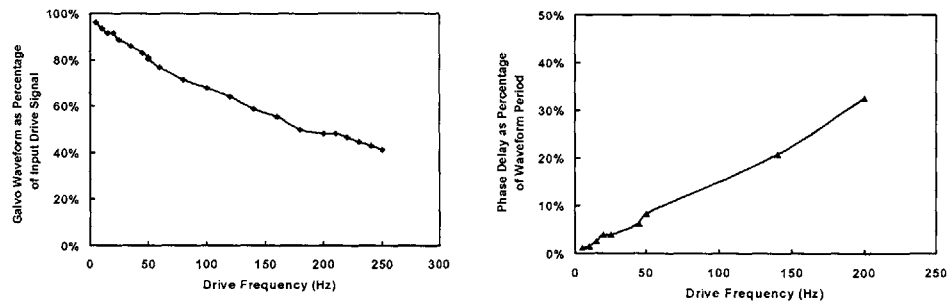 Galvo Waveform as Percentage
of Input Drive Signal
100%
80%
60%
40%
20%
0%
0 50 100 150 200 250 300
Drive Frequency (Hz)
Phase Delay as Percentage
of Waveform Period
50%
40%
30%
20%
10%
0%
0 50 100 150 200 250
Drive Frequency (Hz)